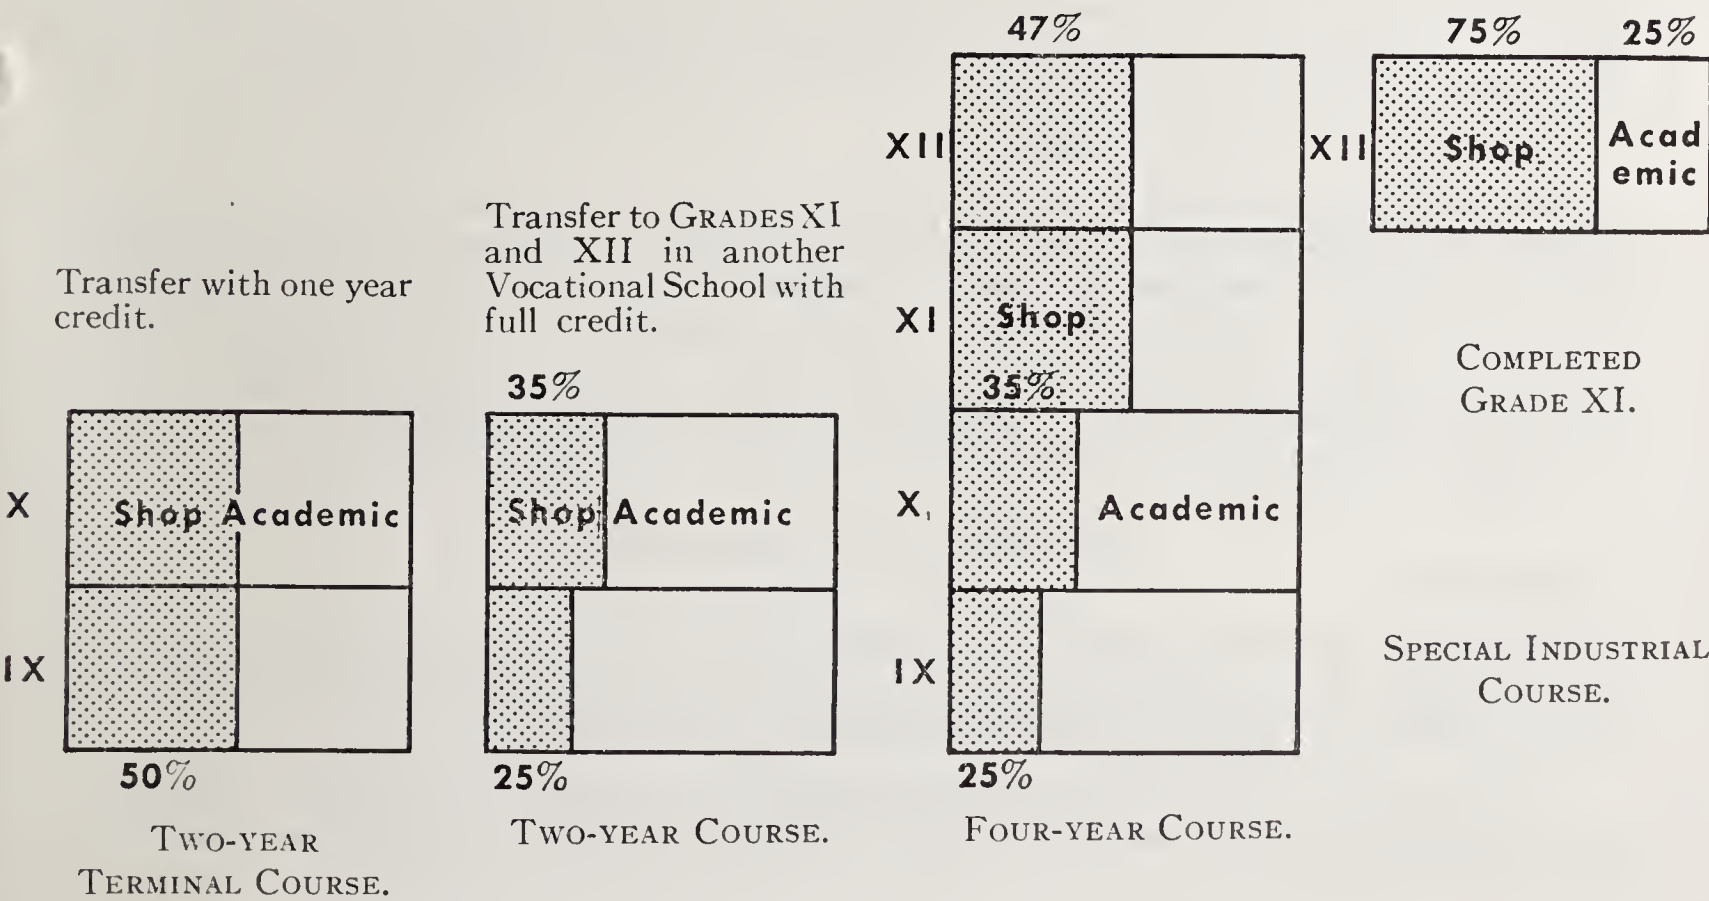 47%
75% 25%
XII
XII
Shop
Acad
emic
Transfer to GRADES XI
and XII in another
Vocational School with
full credit.
Transfer with one year
credit.
XI
Shop
COMPLETED
GRADE XI.
35%
35%
X
Shop Academic
Shop Academic
X
Academic
IX
IX
SPECIAL INDUSTRIAL
COURSE.
50%
25%
25%
TWO-YEAR
TERMINAL COURSE.
TWO-YEAR COURSE.
FOUR-YEAR COURSE.